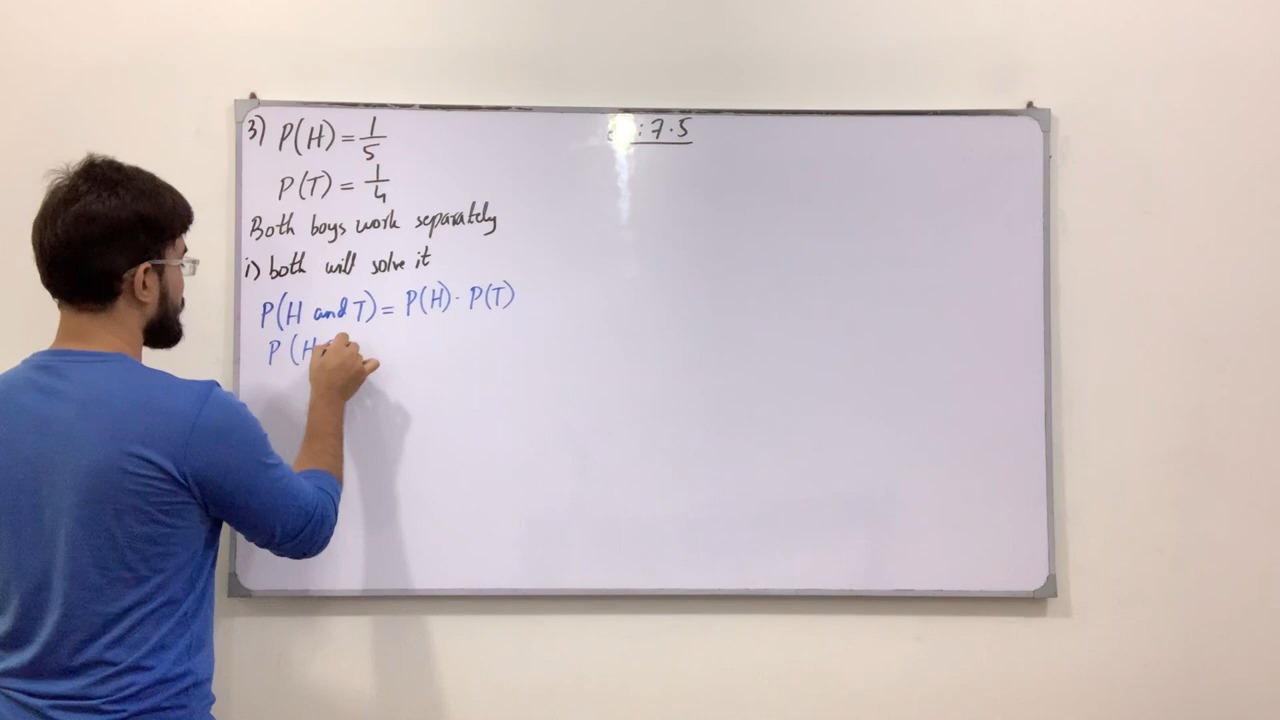 3) P(H) = 1/5
: 7.5
P(T) = 1/4
Both boys work separately
i) both will solve it
P(H and T) = P(H) · P(T)
P(H